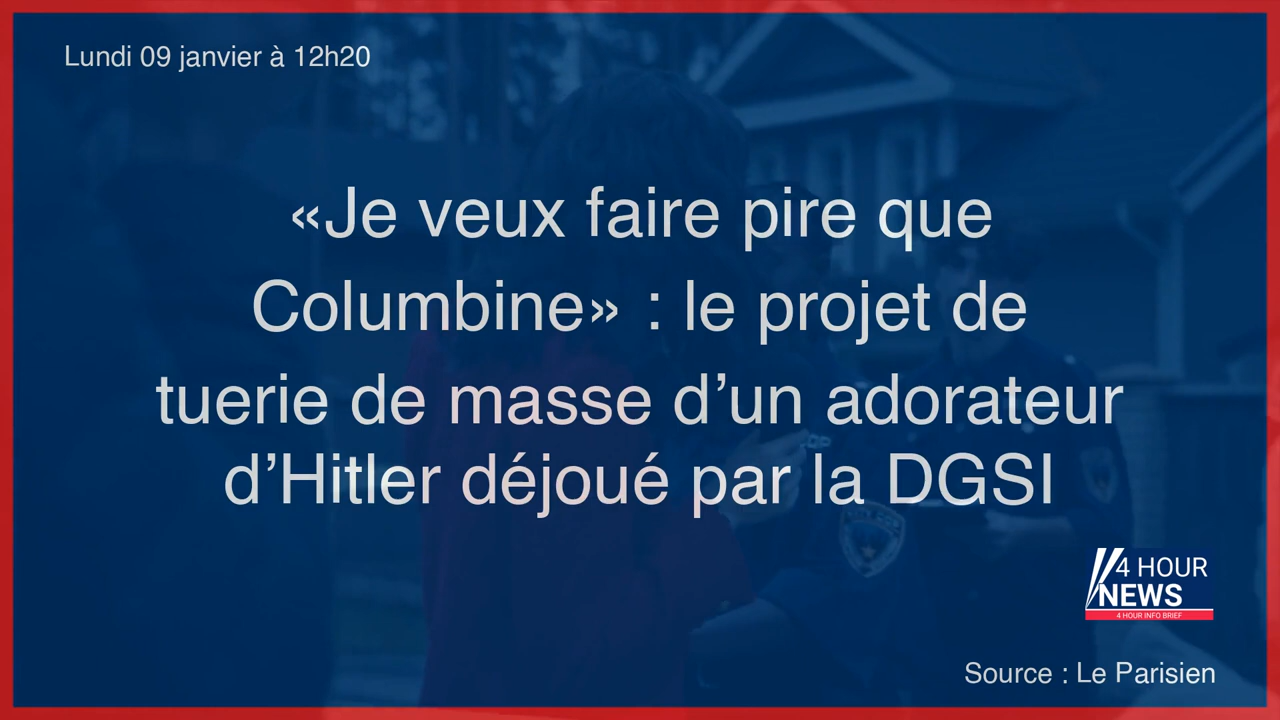 Lundi 09 janvier à 12h20
«Je veux faire pire que
Columbine» : le projet de
tuerie de masse d’un adorateur
d’Hitler déjoué par la DGSI
4 HOUR
NEWS
4 HOUR INFO BRIEF
Source : Le Parisien